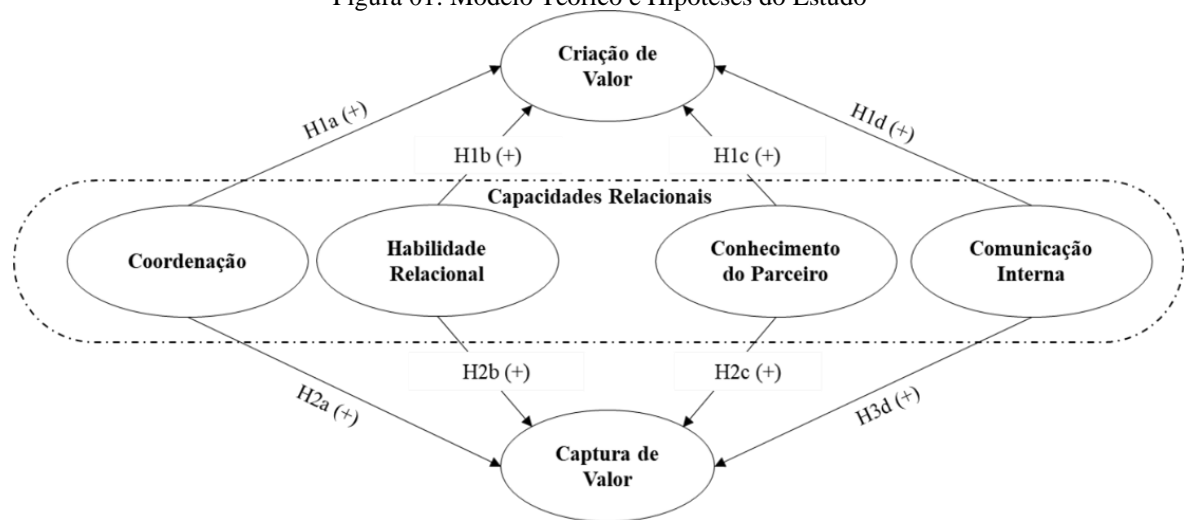 Figura 01: Modelo Teórico e Hipóteses do Estudo
Criação de
Valor
H1a (+)
H1d (+)
H1b (+)
H1c (+)
Capacidades Relacionais
Coordenação
Habilidade
Relacional
Conhecimento
do Parceiro
Comunicação
Interna
H2b (+)
H2c (+)
H2a (+)
H3d (+)
Captura de
Valor